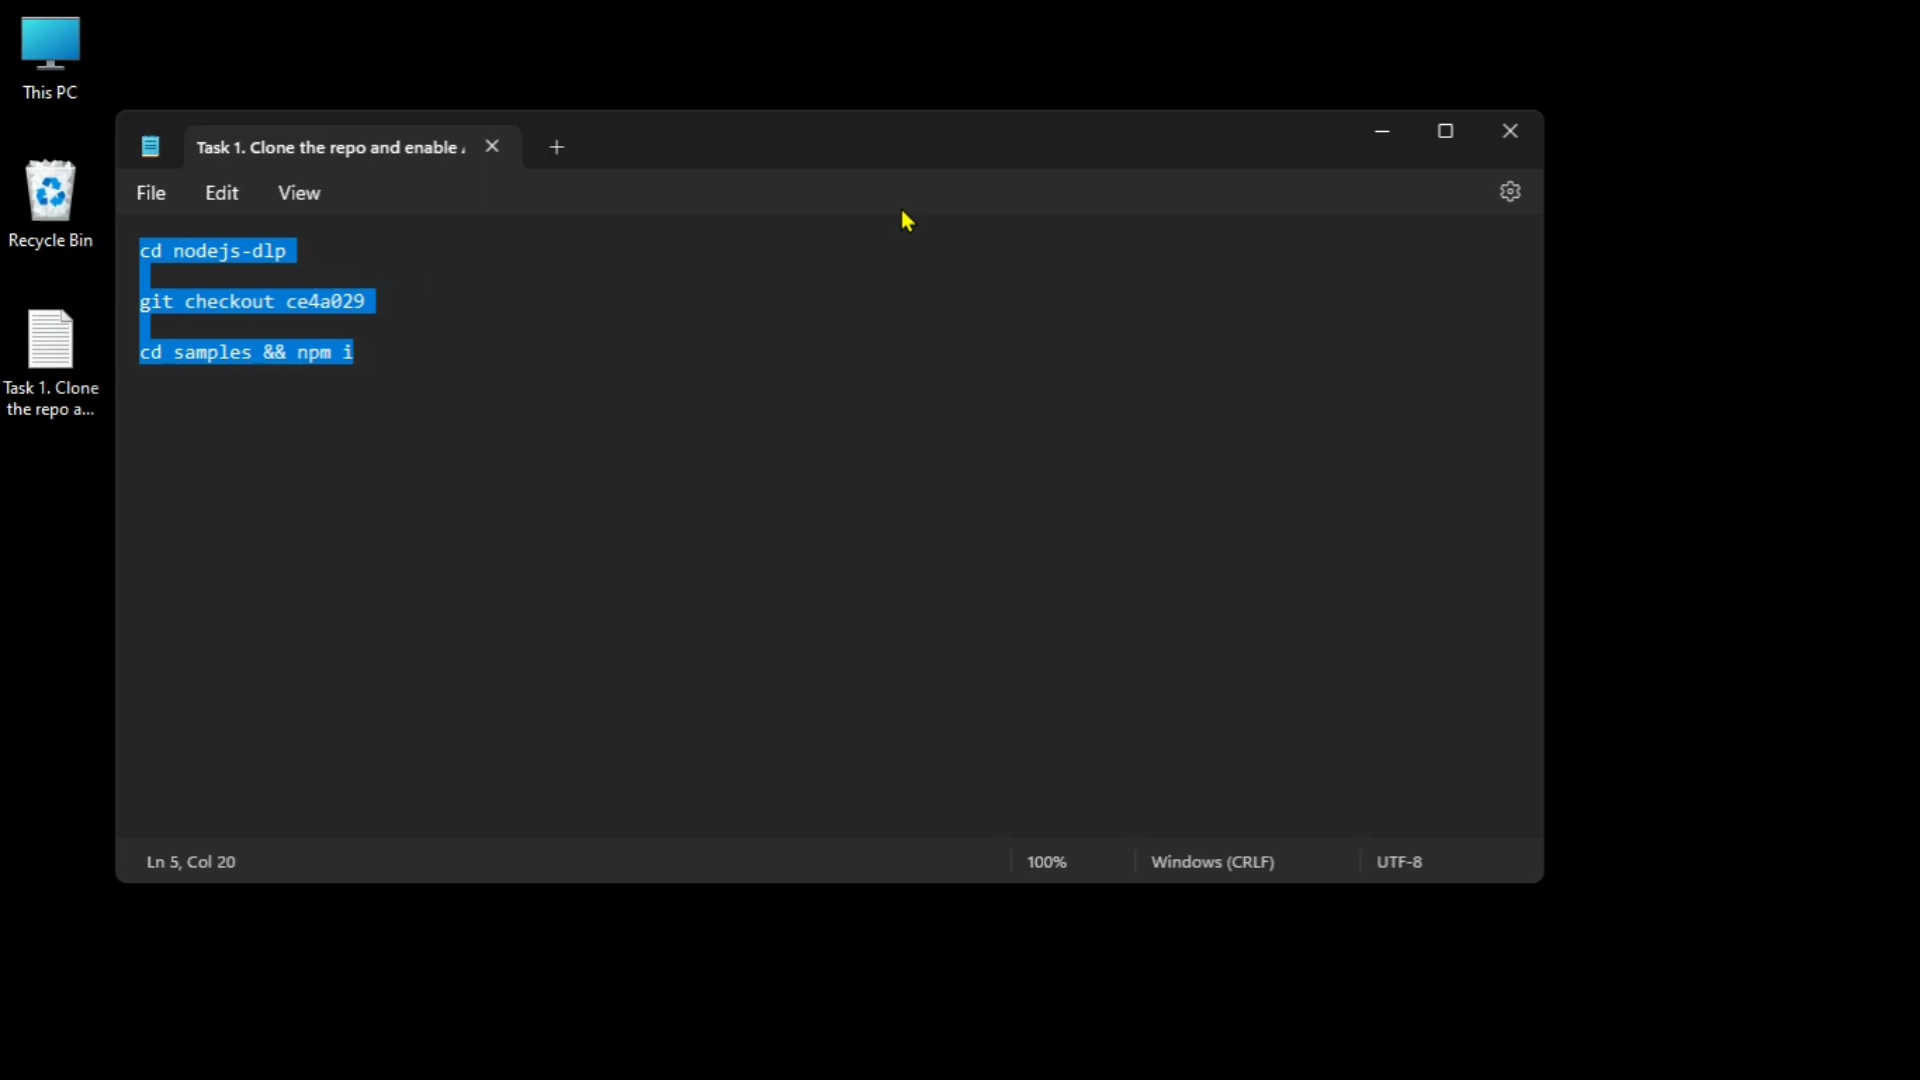 This PC
Recycle Bin
Task 1. Clone
the repo a...
Task 1. Clone the repo and enable
File Edit View
cd nodejs-dlp
git checkout ce4a029
cd samples && npm i
Ln 5, Col 20
100%
Windows (CRLF)
UTF-8